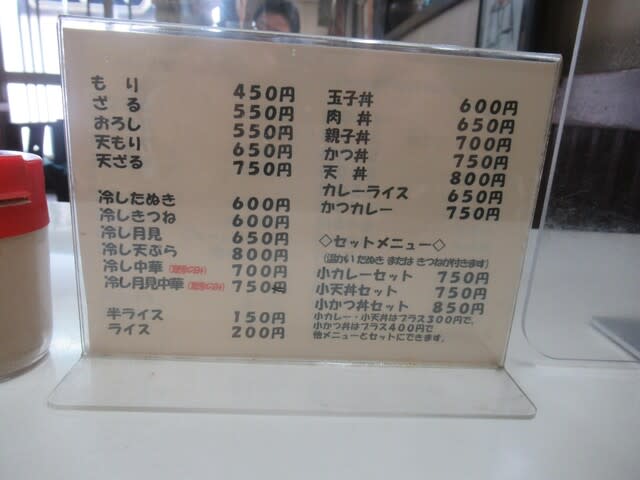 もり 450円
ざる 550円
おろし 550円
天もり 650円
天ざる 750円
冷したぬき 600円
冷しきつね 600円
冷し月見 650円
冷し天ぷら 800円
冷し中華 700円
冷し月見中華 750円
半ライス 150円
ライス 200円
玉子丼 600円
肉丼 650円
親子丼 700円
かつ丼 750円
天丼 800円
カレーライス 650円
かつカレー 750円
◇セットメニュー◇
(温かい たぬき または きつねが付きます)
小カレーセット 750円
小天丼セット 750円
小かつ丼セット 850円
小カレー・小天丼はプラス300円で、
小かつ丼はプラス400円で
他メニューとセットにできます。